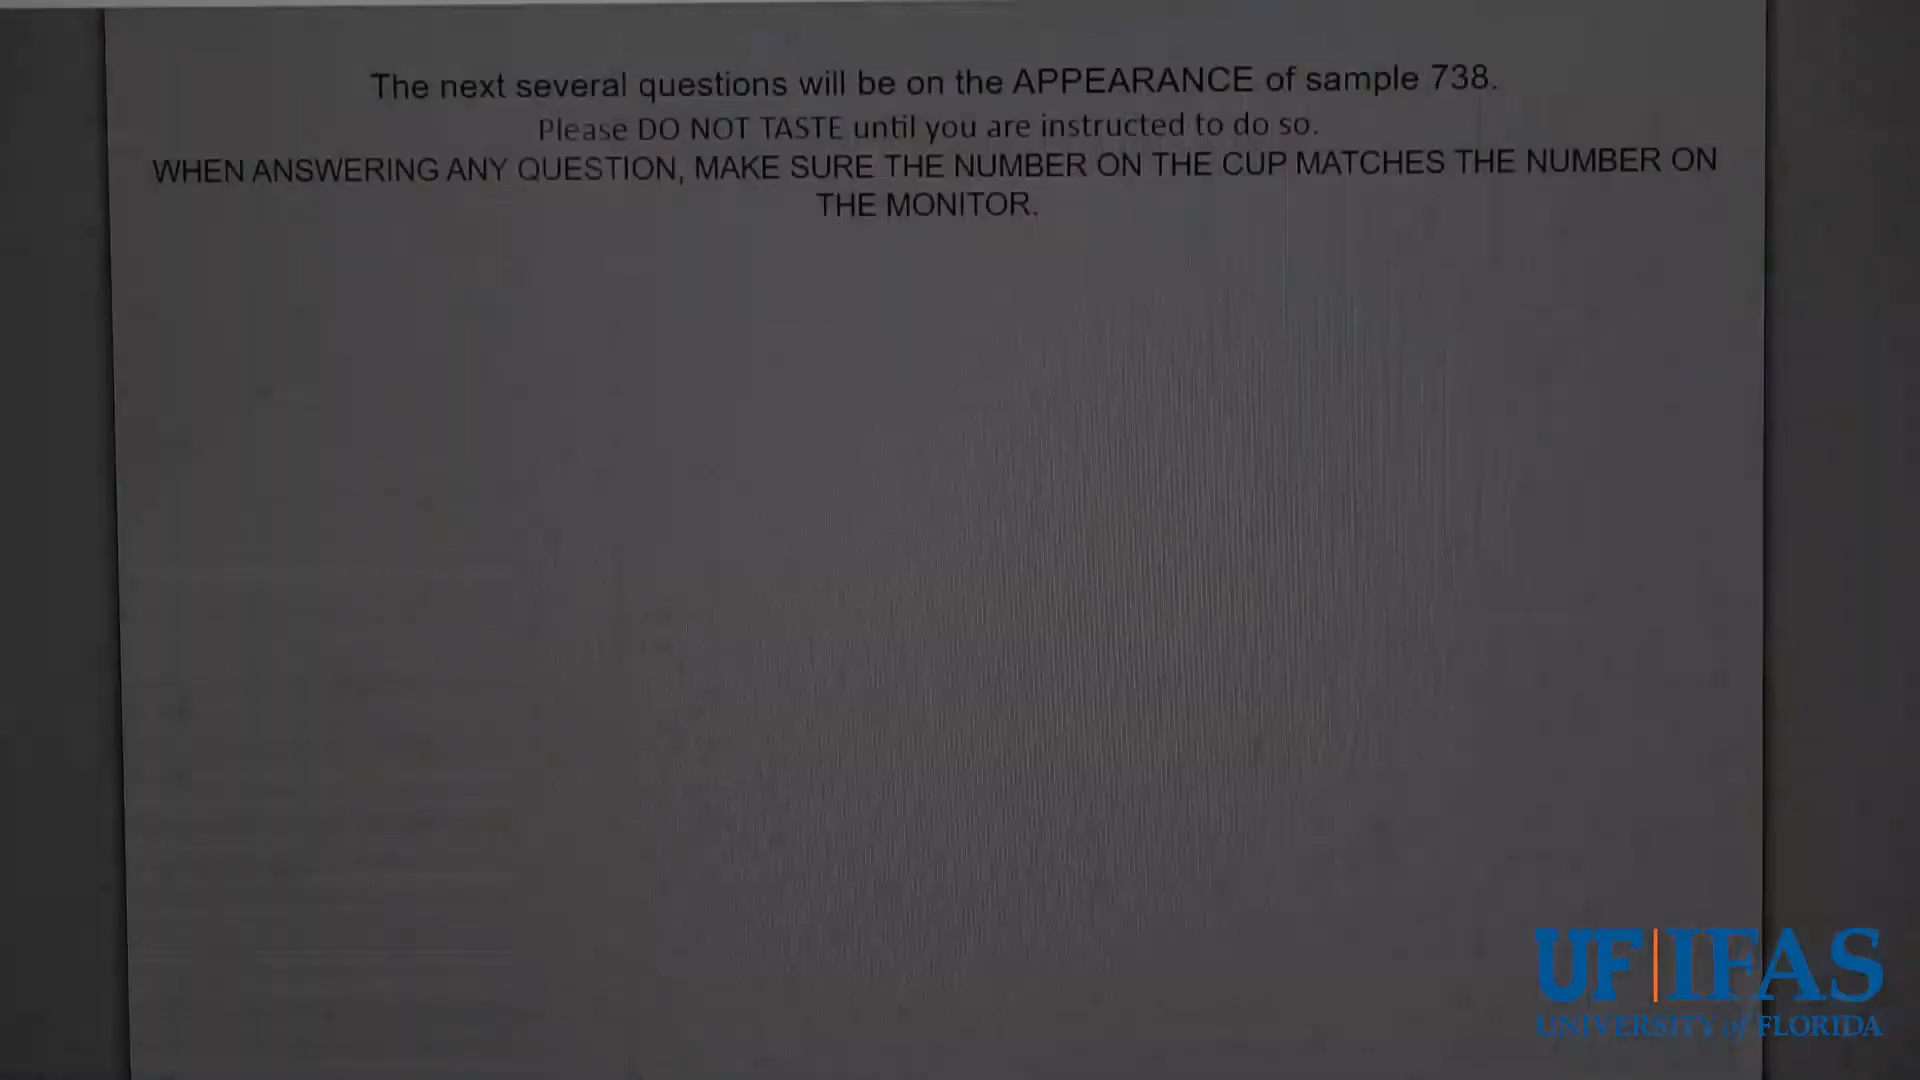 The next several questions will be on the APPEARANCE of sample 738.
Please DO NOT TASTE until you are instructed to do so.
WHEN ANSWERING ANY QUESTION, MAKE SURE THE NUMBER ON THE CUP MATCHES THE NUMBER ON
THE MONITOR.
UF|IFAS
UNIVERSITY of FLORIDA